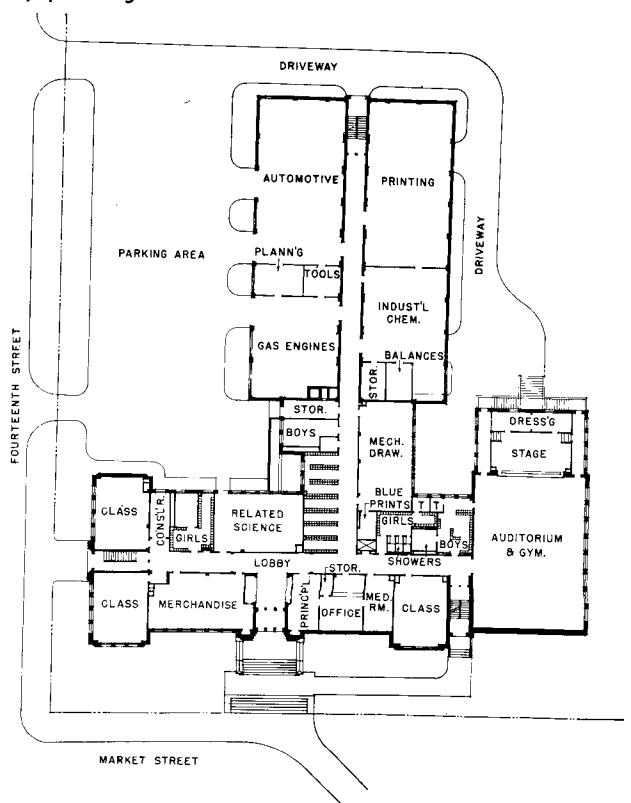 DRIVEWAY
AUTOMOTIVE
PRINTING
PARKING AREA
PLANN'G
TOOLS
DRIVEWAY
INDUST'L
CHEM.
GAS ENGINES
BALANCES
STOR.
FOURTEENTH STREET
STOR.
BOYS
MECH.
DRAW.
DRESS'G
STAGE
CLASS
CONS'L'R.
GIRLS
RELATED
SCIENCE
BLUE
PRINTS
T T
GIRLS
BOYS
AUDITORIUM
& GYM.
LOBBY
STOR.
SHOWERS
CLASS
MERCHANDISE
PRINC'P'L.
OFFICE
MED.
RM.
CLASS
MARKET STREET